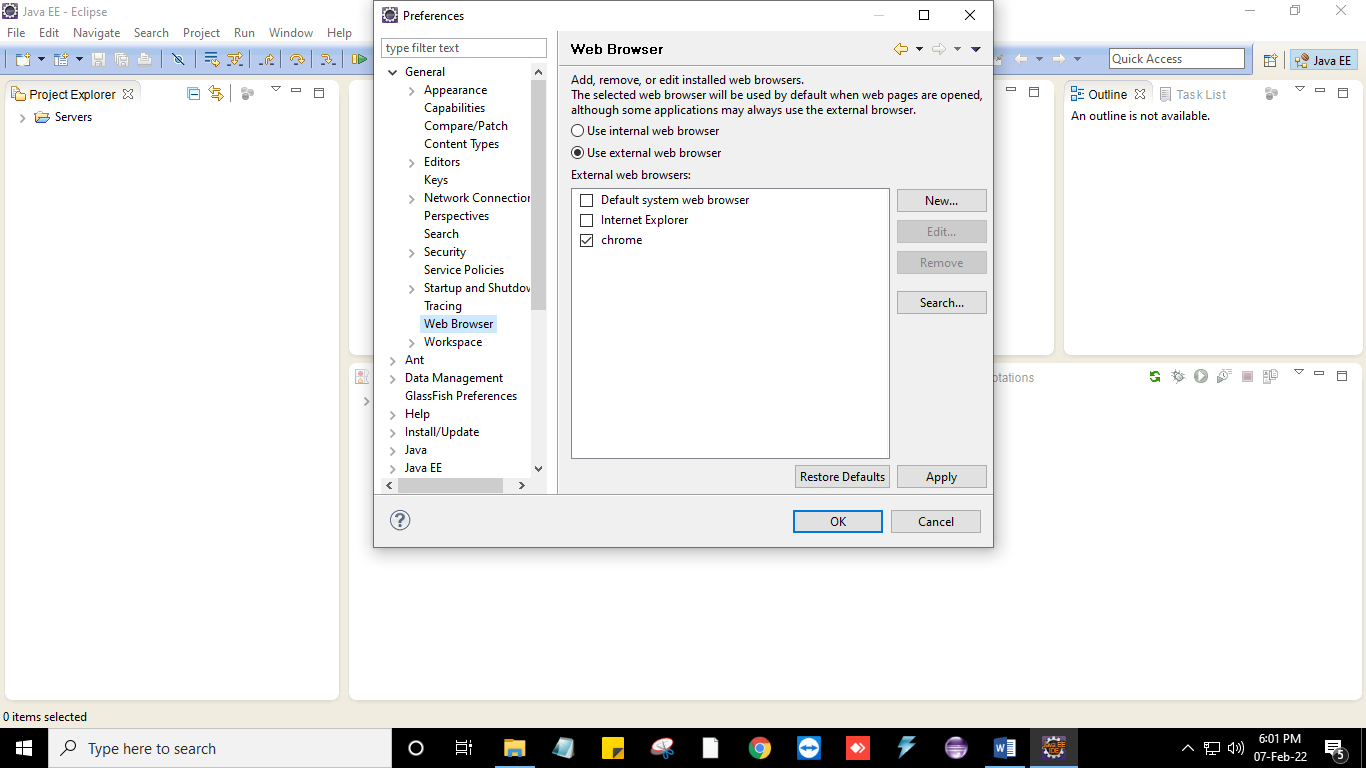 Java EE - Eclipse
File Edit Navigate Search Project Run Window Help
Quick Access
Java EE
Project Explorer
Servers
Preferences
type filter text
General
Appearance
Capabilities
Compare/Patch
Content Types
Editors
Keys
Network Connection
Perspectives
Search
Security
Service Policies
Startup and Shutdow
Tracing
Web Browser
Workspace
Ant
Data Management
GlassFish Preferences
Help
Install/Update
Java
Java EE
Web Browser
Add, remove, or edit installed web browsers.
The selected web browser will be used by default when web pages are opened,
although some applications may always use the external browser.
Use internal web browser
Use external web browser
External web browsers:
Default system web browser
Internet Explorer
chrome
New...
Edit...
Remove
Search...
Restore Defaults
Apply
OK
Cancel
Outline
Task List
An outline is not available.
otations
0 items selected
Type here to search
6:01 PM
07-Feb-22
5